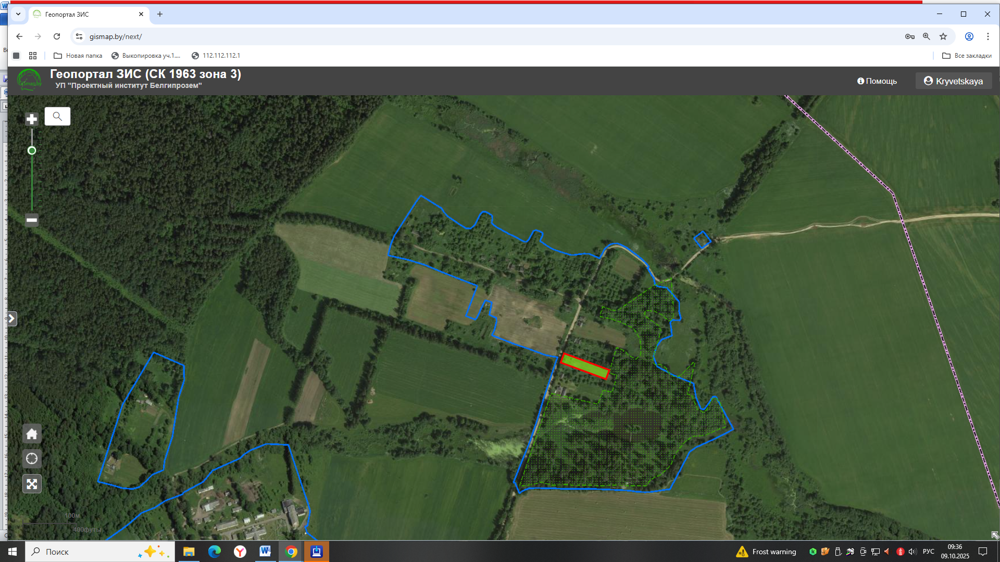 Геопортал ЗИС
gismap.by/next/
Новая папка
Выкопировка уч.1....
112.112.112.1
Все закладки
GISmap.by
Геопортал ЗИС (СК 1963 зона 3)
УП "Проектный институт Белгипрозем"
Помощь
Kryvetskaya
100м
400футы
Поиск
Frost warning
РУС
09:36
09.10.2025